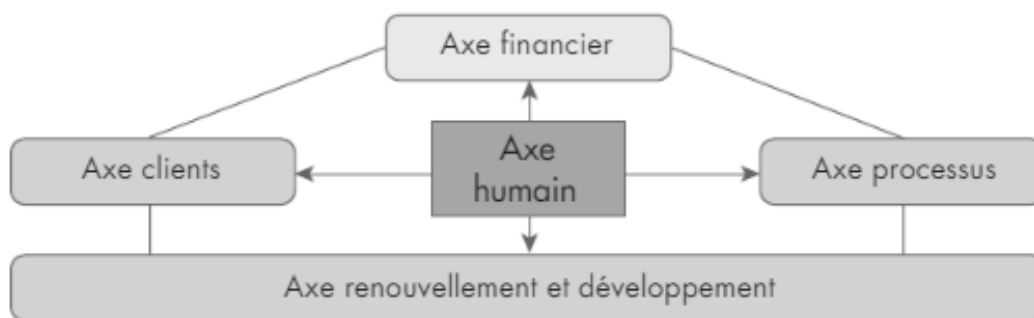 Axe financier
Axe clients
Axe
humain
Axe processus
Axe renouvellement et développement